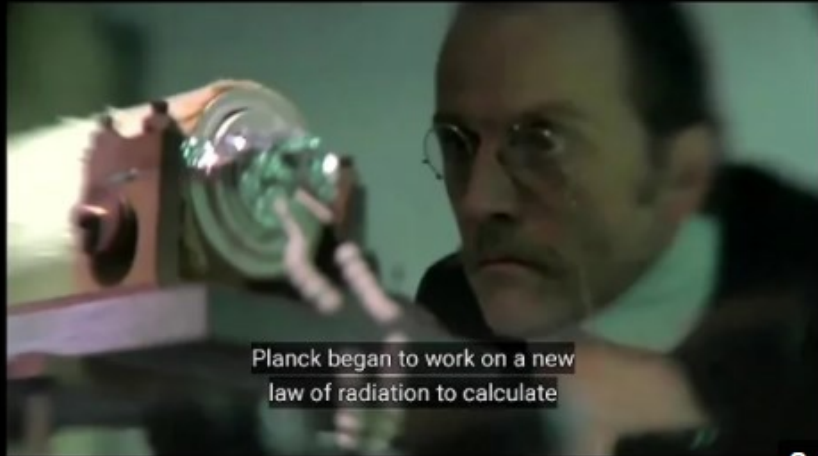 Planck began to work on a new
law of radiation to calculate